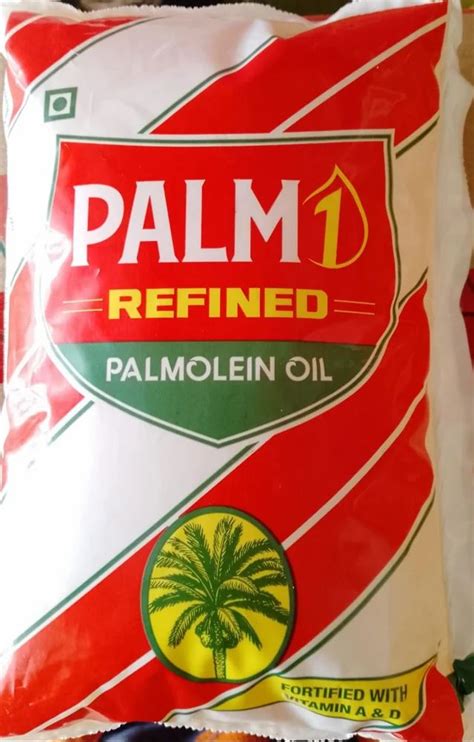 PALM1
REFINED
PALMOLEIN OIL
FORTIFIED WITH
VITAMIN A & D